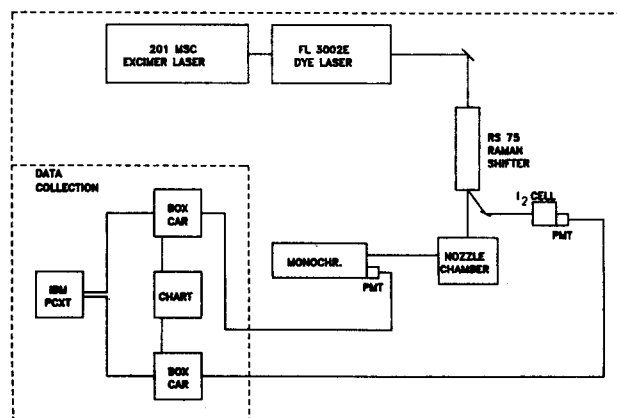 201 MSC
EXCIMER LASER
FL 3002E
DYE LASER
RS 75
RAMAN
SHIFTER
DATA
COLLECTION
I2 CELL
PMT
BOX
CAR
NOZZLE
CHAMBER
MONOCHR.
PMT
IBM
PCXT
CHART
BOX
CAR